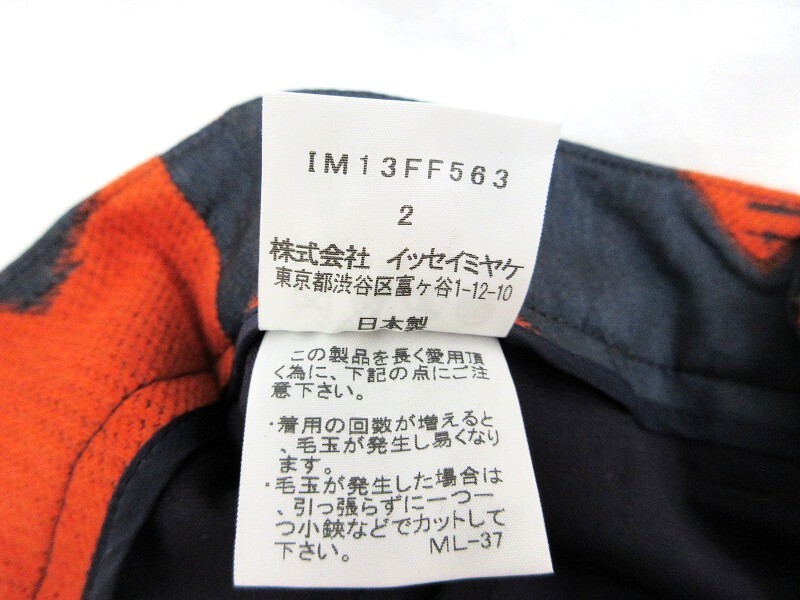 IM13FF563
2
株式会社 イッセイミヤケ
東京都渋谷区富ヶ谷1-12-10
日本製
この製品を長く愛用頂
く為に、下記の点にご注
意下さい。
・着用の回数が増えると
、毛玉が発生し易くなり
ます。
・毛玉が発生した場合は
、引っ張らずに一つ一
つ小鋏などでカットして
下さい。 ML-37